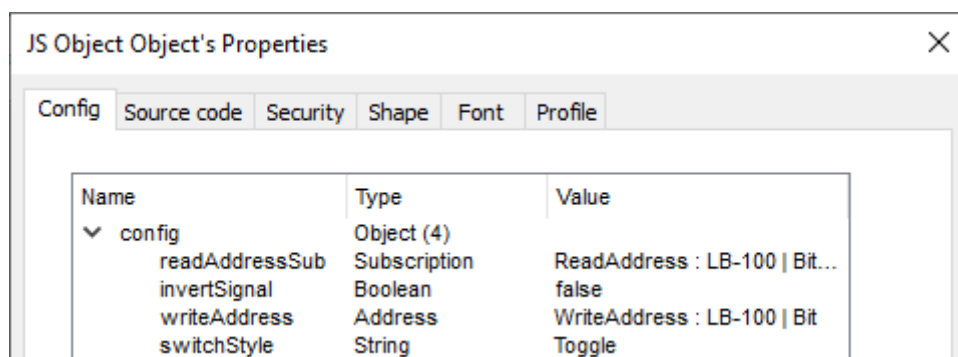 JS Object Object's Properties
Config Source code Security Shape Font Profile
Name Type Value
config Object (4)
readAddressSub Subscription ReadAddress : LB-100 | Bit...
invertSignal Boolean false
writeAddress Address WriteAddress : LB-100 | Bit
switchStyle String Toggle